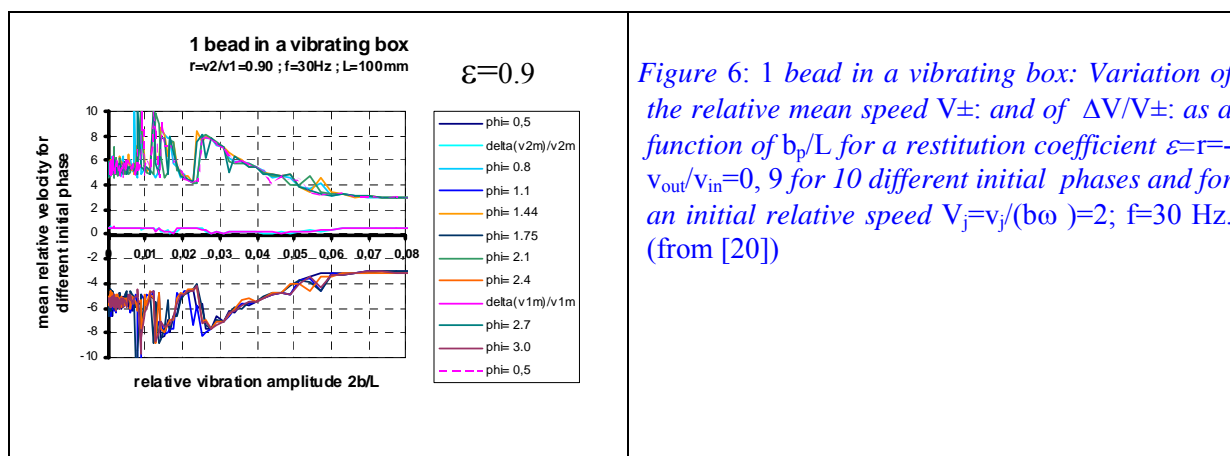 1 bead in a vibrating box
r=v2/v1=0.90 ; f=30Hz ; L=100mm
ε=0.9
mean relative velocity for
different initial phase
10
8
6
4
2
0
-2
-4
-6
-8
-10
0 0,01 0,02 0,03 0,04 0,05 0,06 0,07 0,08
relative vibration amplitude 2b/L
phi= 0,5
delta(v2m)/v2m
phi= 0.8
phi= 1.1
phi= 1.44
phi= 1.75
phi= 2.1
phi= 2.4
delta(v1m)/v1m
phi= 2.7
phi= 3.0
phi= 0,5
Figure 6: 1 bead in a vibrating box: Variation of
the relative mean speed V±: and of ΔV/V±: as a
function of bp/L for a restitution coefficient ε=r=-
vout/vin=0, 9 for 10 different initial phases and for
an initial relative speed Vj=vj/(bω )=2; f=30 Hz.
(from [20])